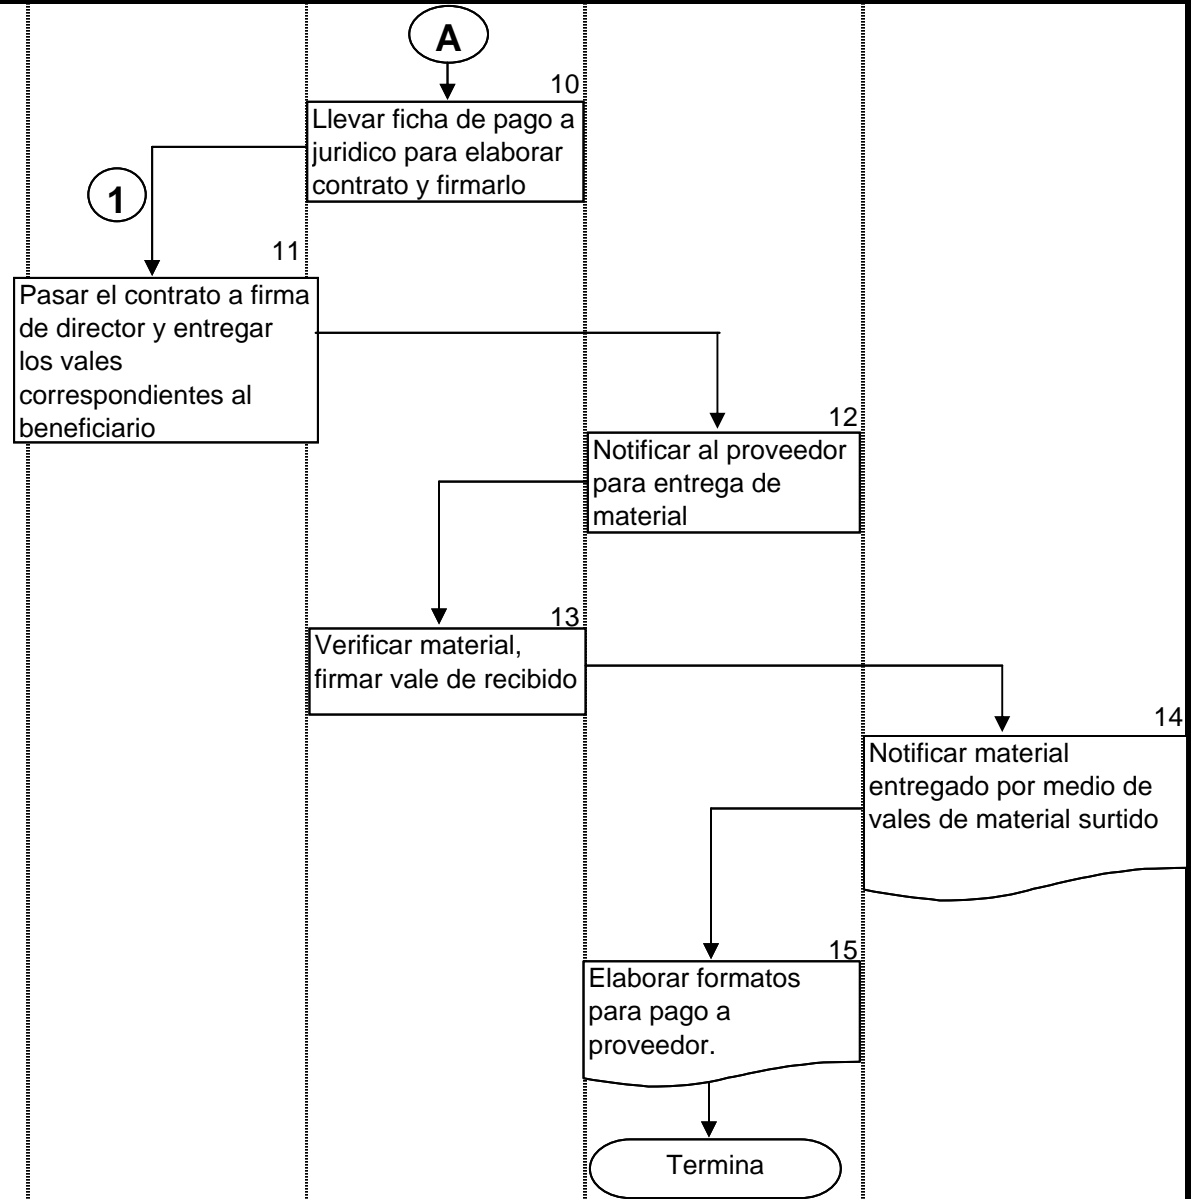 A
10
Llevar ficha de pago a
juridico para elaborar
contrato y firmarlo
1
11
Pasar el contrato a firma
de director y entregar
los vales
correspondientes al
beneficiario
12
Notificar al proveedor
para entrega de
material
13
Verificar material,
firmar vale de recibido
14
Notificar material
entregado por medio de
vales de material surtido
15
Elaborar formatos
para pago a
proveedor.
Termina